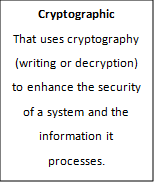 Cryptographic
That uses cryptography
(writing or decryption)
to enhance the security
of a system and the
information it
processes.